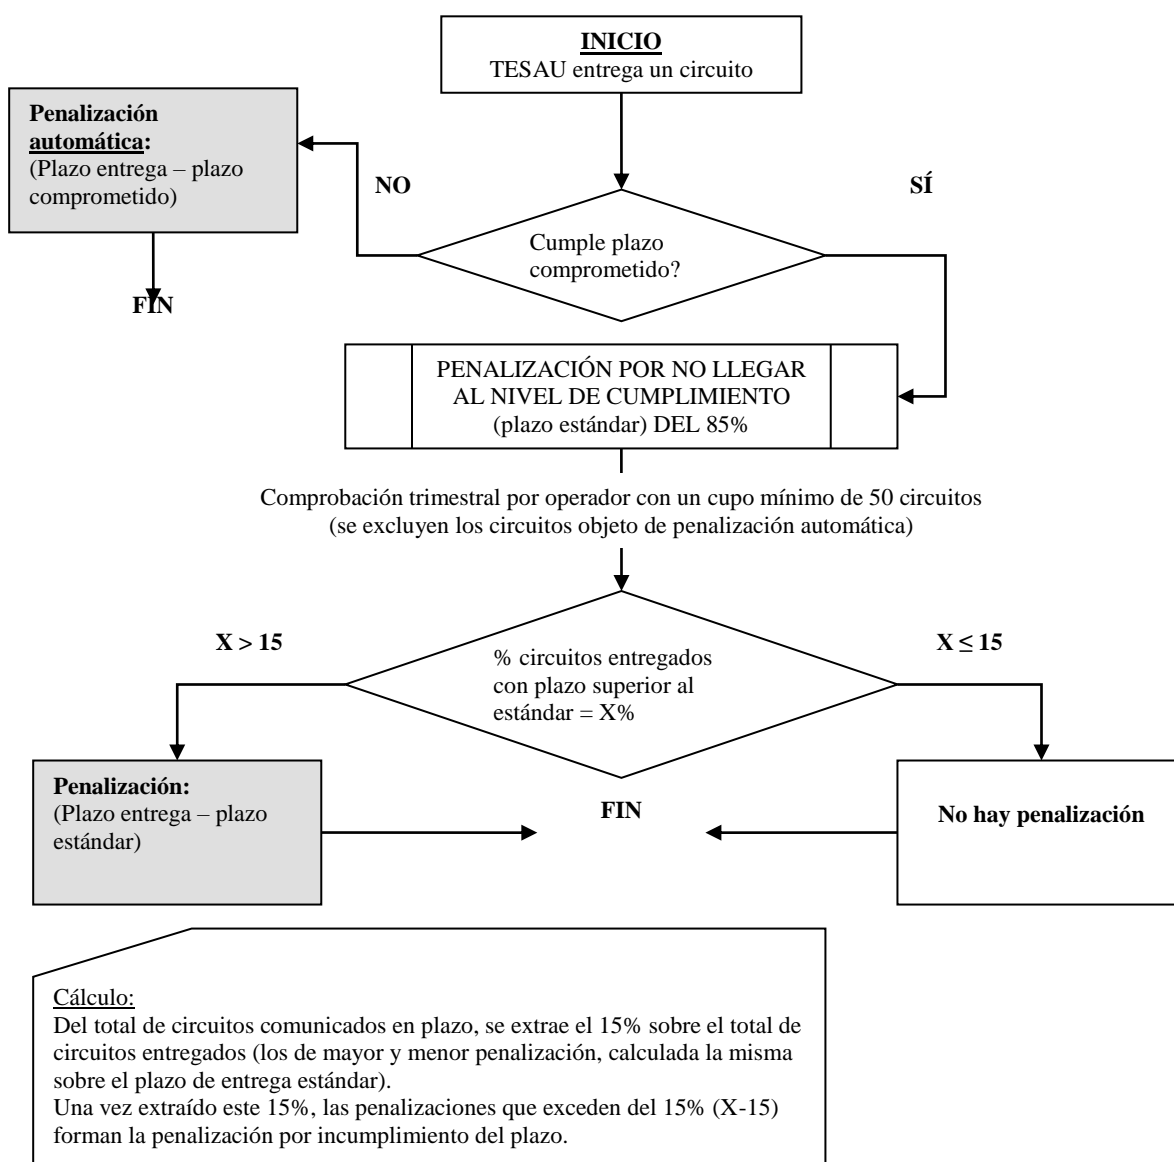 INICIO
TESAU entrega un circuito
Penalización
automática:
(Plazo entrega – plazo
comprometido)
NO
SÍ
Cumple plazo
comprometido?
FIN
PENALIZACIÓN POR NO LLEGAR
AL NIVEL DE CUMPLIMIENTO
(plazo estándar) DEL 85%
Comprobación trimestral por operador con un cupo mínimo de 50 circuitos
(se excluyen los circuitos objeto de penalización automática)
X > 15
X ≤ 15
% circuitos entregados
con plazo superior al
estándar = X%
Penalización:
(Plazo entrega – plazo
estándar)
FIN
No hay penalización
Cálculo:
Del total de circuitos comunicados en plazo, se extrae el 15% sobre el total de
circuitos entregados (los de mayor y menor penalización, calculada la misma
sobre el plazo de entrega estándar).
Una vez extraído este 15%, las penalizaciones que exceden del 15% (X-15)
forman la penalización por incumplimiento del plazo.